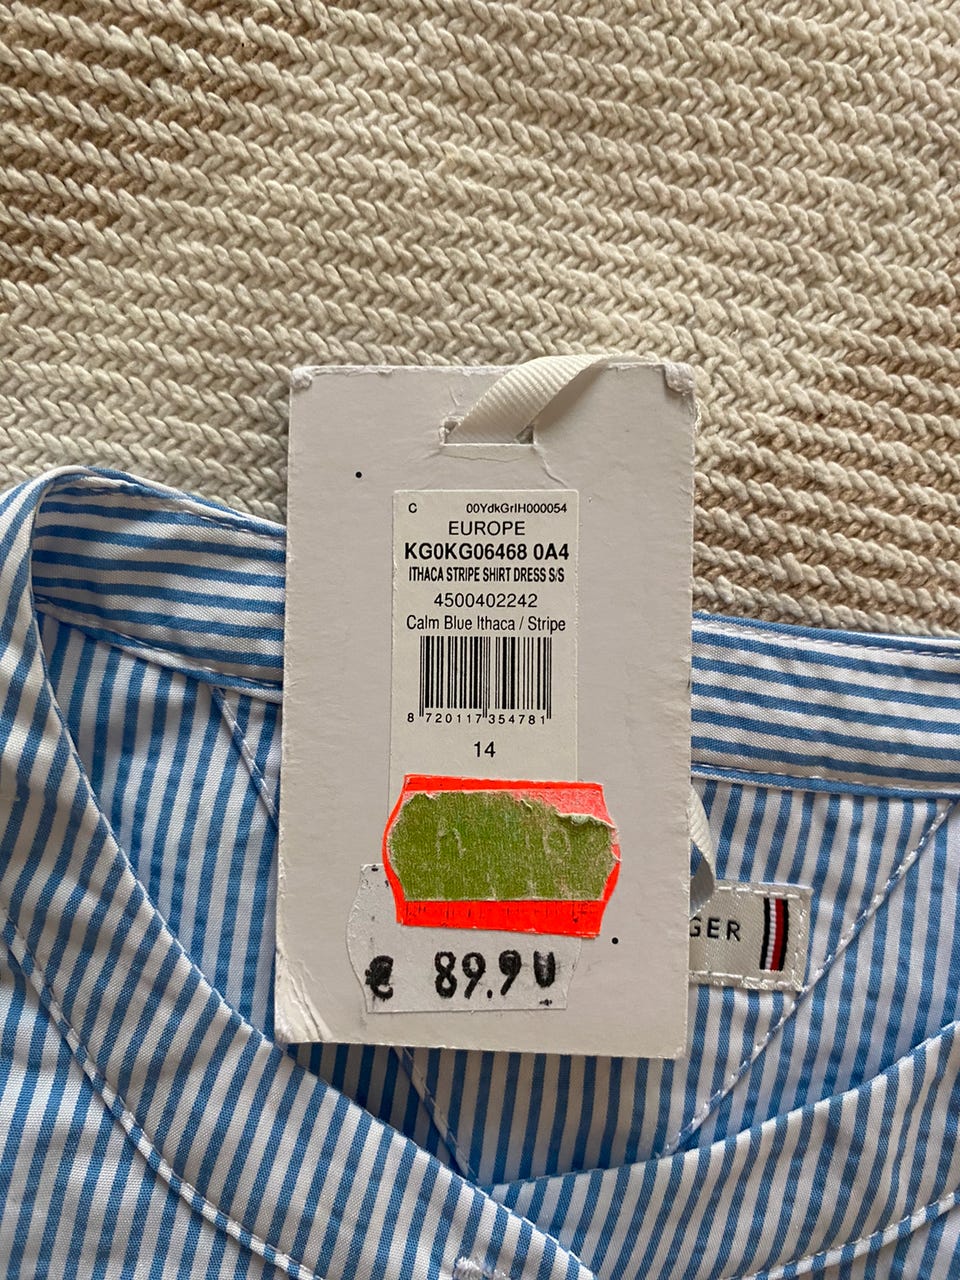 C 00YdkGrIH000054
EUROPE
KG0KG06468 0A4
ITHACA STRIPE SHIRT DRESS S/S
4500402242
Calm Blue Ithaca / Stripe
8 720117 354781
14
€ 89.90
GER